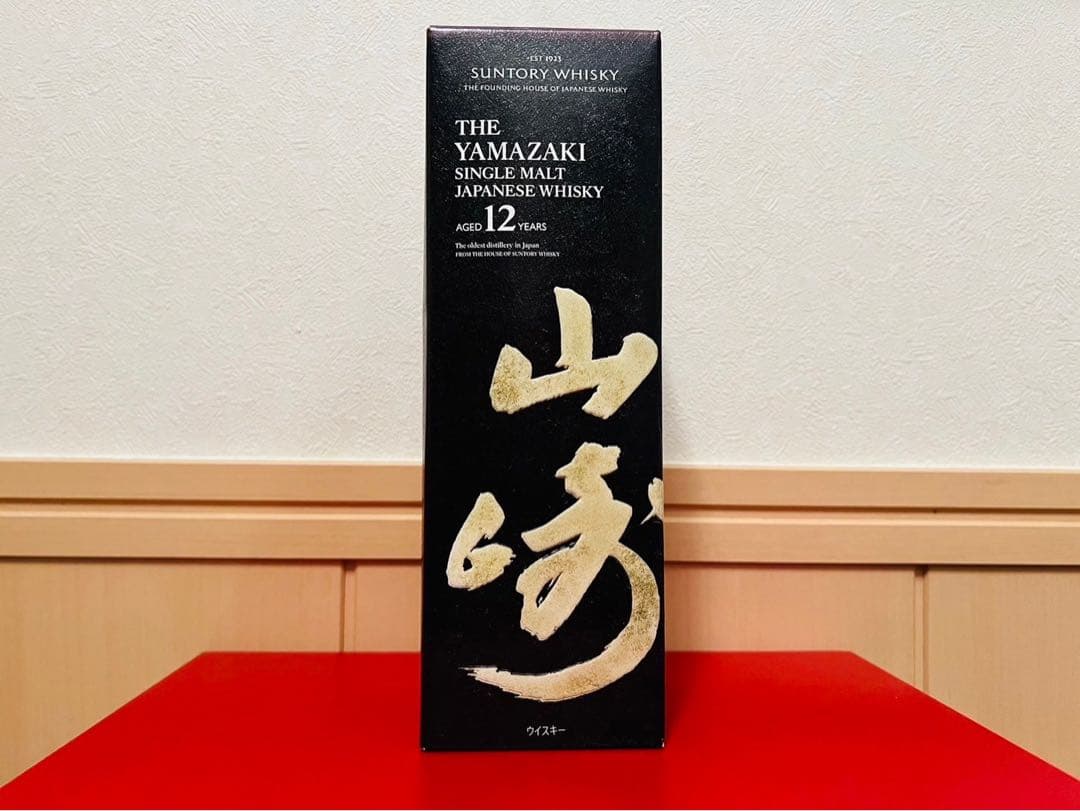 ·EST 1923·
SUNTORY WHISKY
THE FOUNDING HOUSE OF JAPANESE WHISKY
THE
YAMAZAKI
SINGLE MALT
JAPANESE WHISKY
AGED 12 YEARS
The oldest distillery in Japan
FROM THE HOUSE OF SUNTORY WHISKY
山
崎
ウイスキー